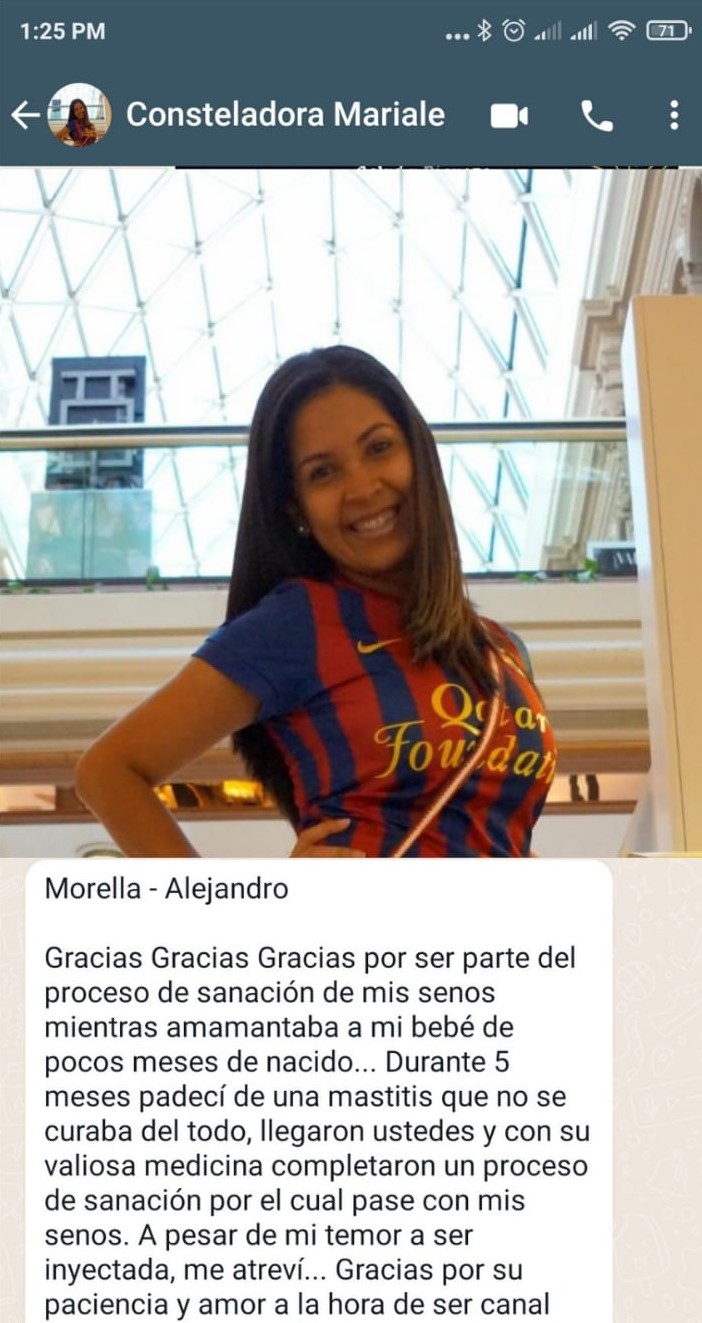 1:25 PM
71
Consteladora Mariale
Qatar
Foundati
Morella - Alejandro
Gracias Gracias Gracias por ser parte del
proceso de sanación de mis senos
mientras amamantaba a mi bebé de
pocos meses de nacido... Durante 5
meses padecí de una mastitis que no se
curaba del todo, llegaron ustedes y con su
valiosa medicina completaron un proceso
de sanación por el cual pase con mis
senos. A pesar de mi temor a ser
inyectada, me atreví... Gracias por su
paciencia y amor a la hora de ser canal